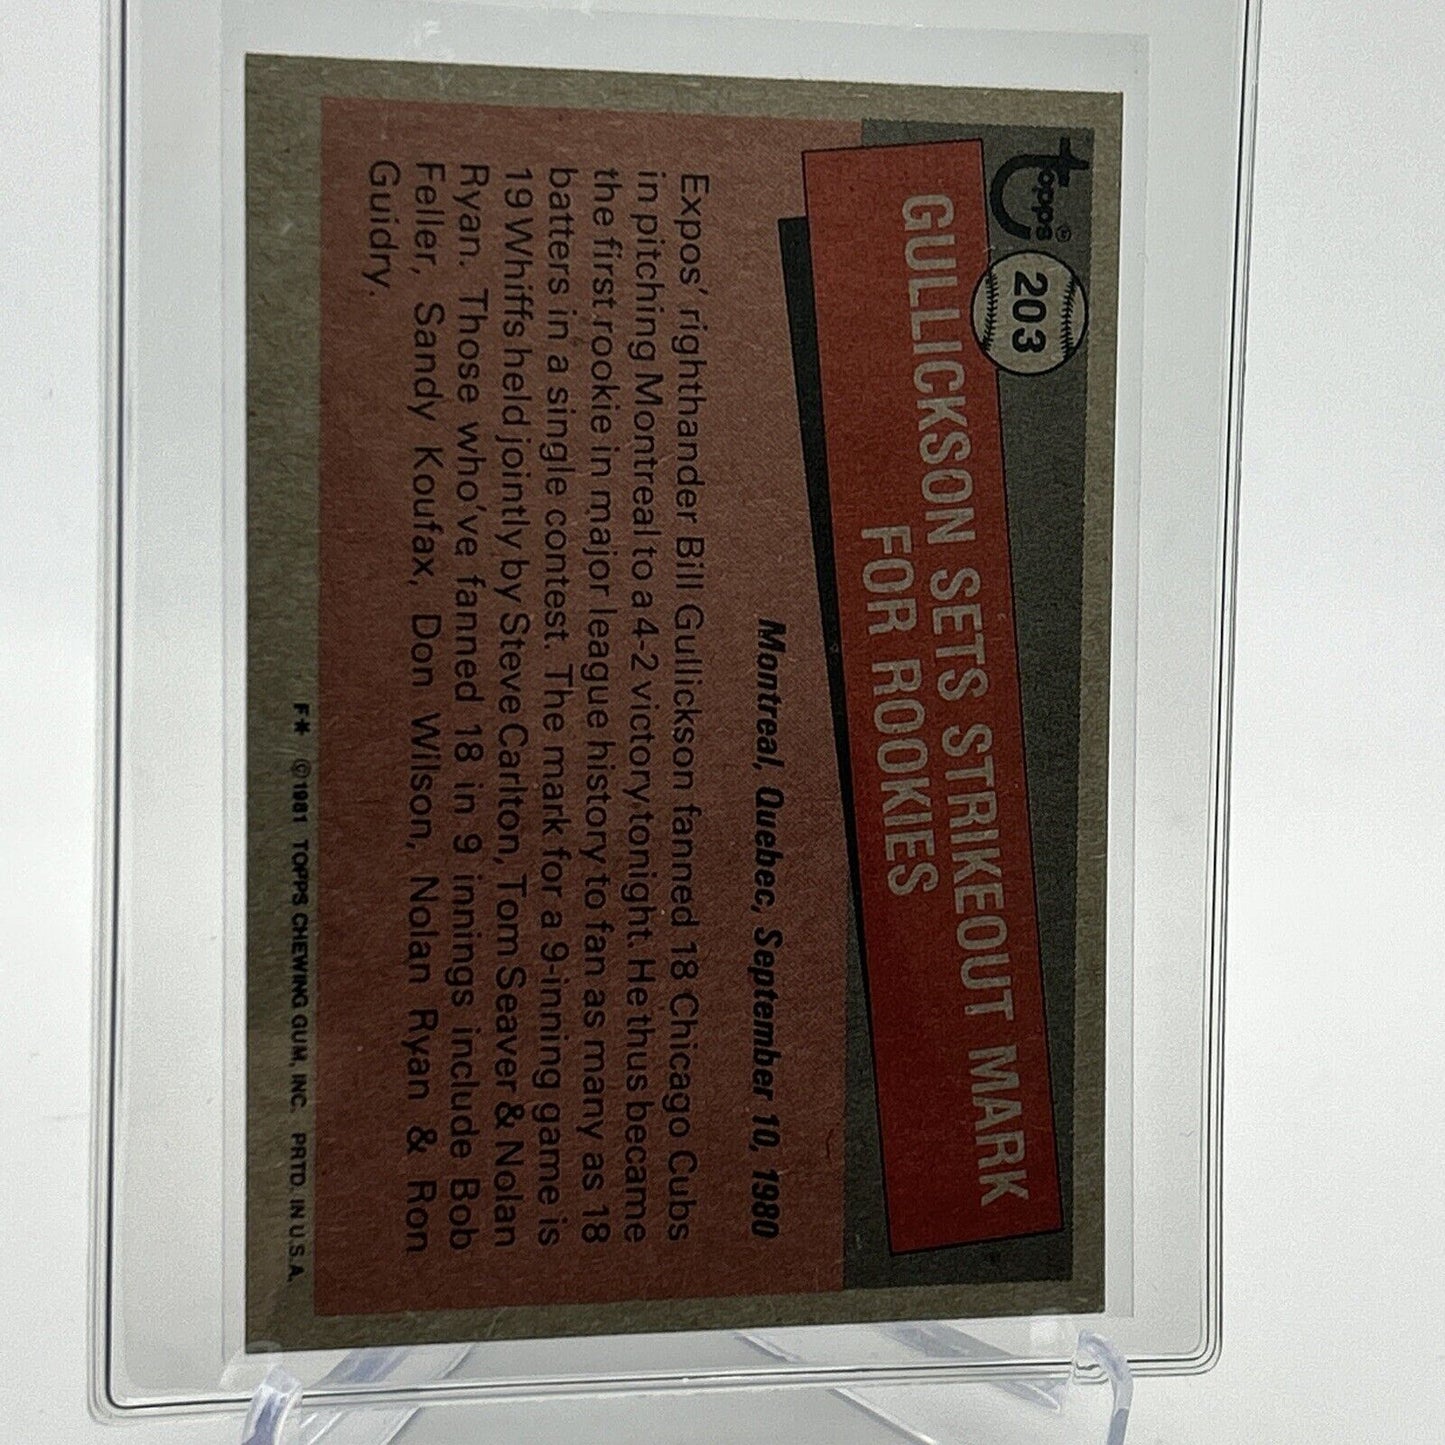 topps®
203
GULLICKSON SETS STRIKEOUT MARK
FOR ROOKIES
Montreal, Quebec, September 10, 1980
Expos' righthander Bill Gullickson fanned 18 Chicago Cubs
in pitching Montreal to a 4-2 victory tonight. He thus became
the first rookie in major league history to fan as many as 18
batters in a single contest. The mark for a 9-inning game is
19 Whiffs held jointly by Steve Carlton, Tom Seaver & Nolan
Ryan. Those who've fanned 18 in 9 innings include Bob
Feller, Sandy Koufax, Don Wilson, Nolan Ryan & Ron
Guidry.
F* ©1981 TOPPS CHEWING GUM, INC. PRTD. IN U.S.A.